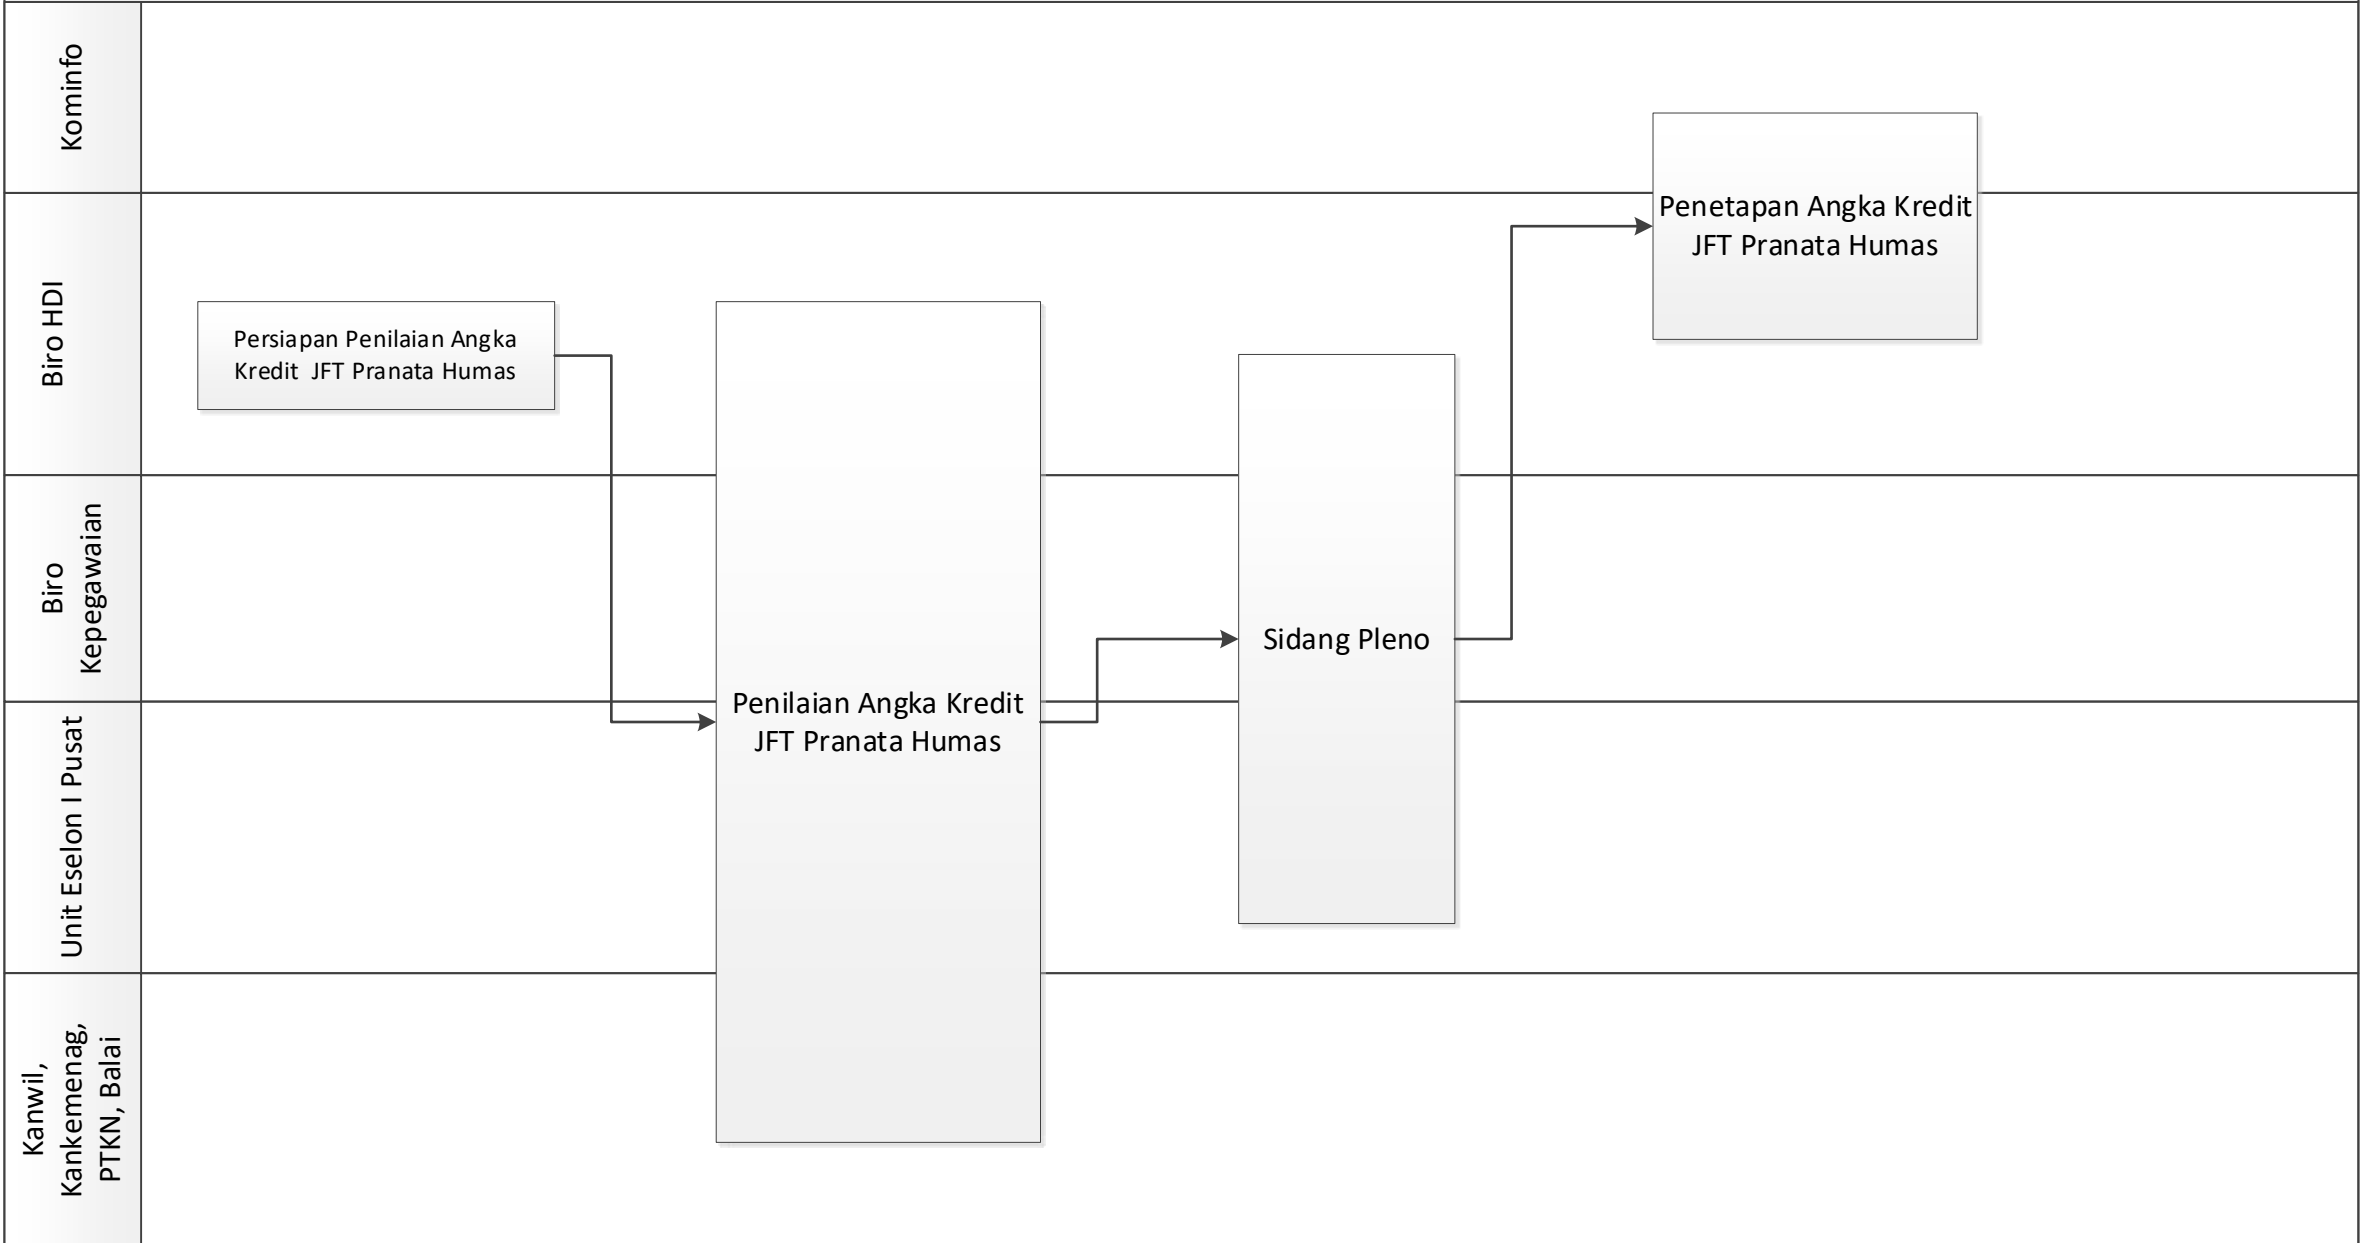 Kominfo
Penetapan Angka Kredit
JFT Pranata Humas
Biro HDI
Persiapan Penilaian Angka
Kredit  JFT Pranata Humas
Biro
Kepegawaian
Sidang Pleno
Unit Eselon I Pusat
Penilaian Angka Kredit
JFT Pranata Humas
Kanwil,
Kankemenag,
PTKN, Balai